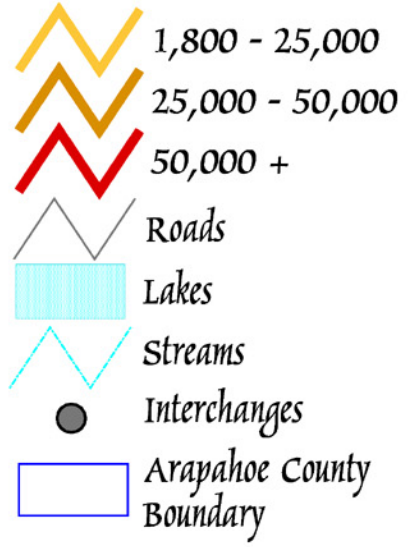 1,800 - 25,000
25,000 - 50,000
50,000 +
Roads
Lakes
Streams
Interchanges
Arapahoe County
Boundary